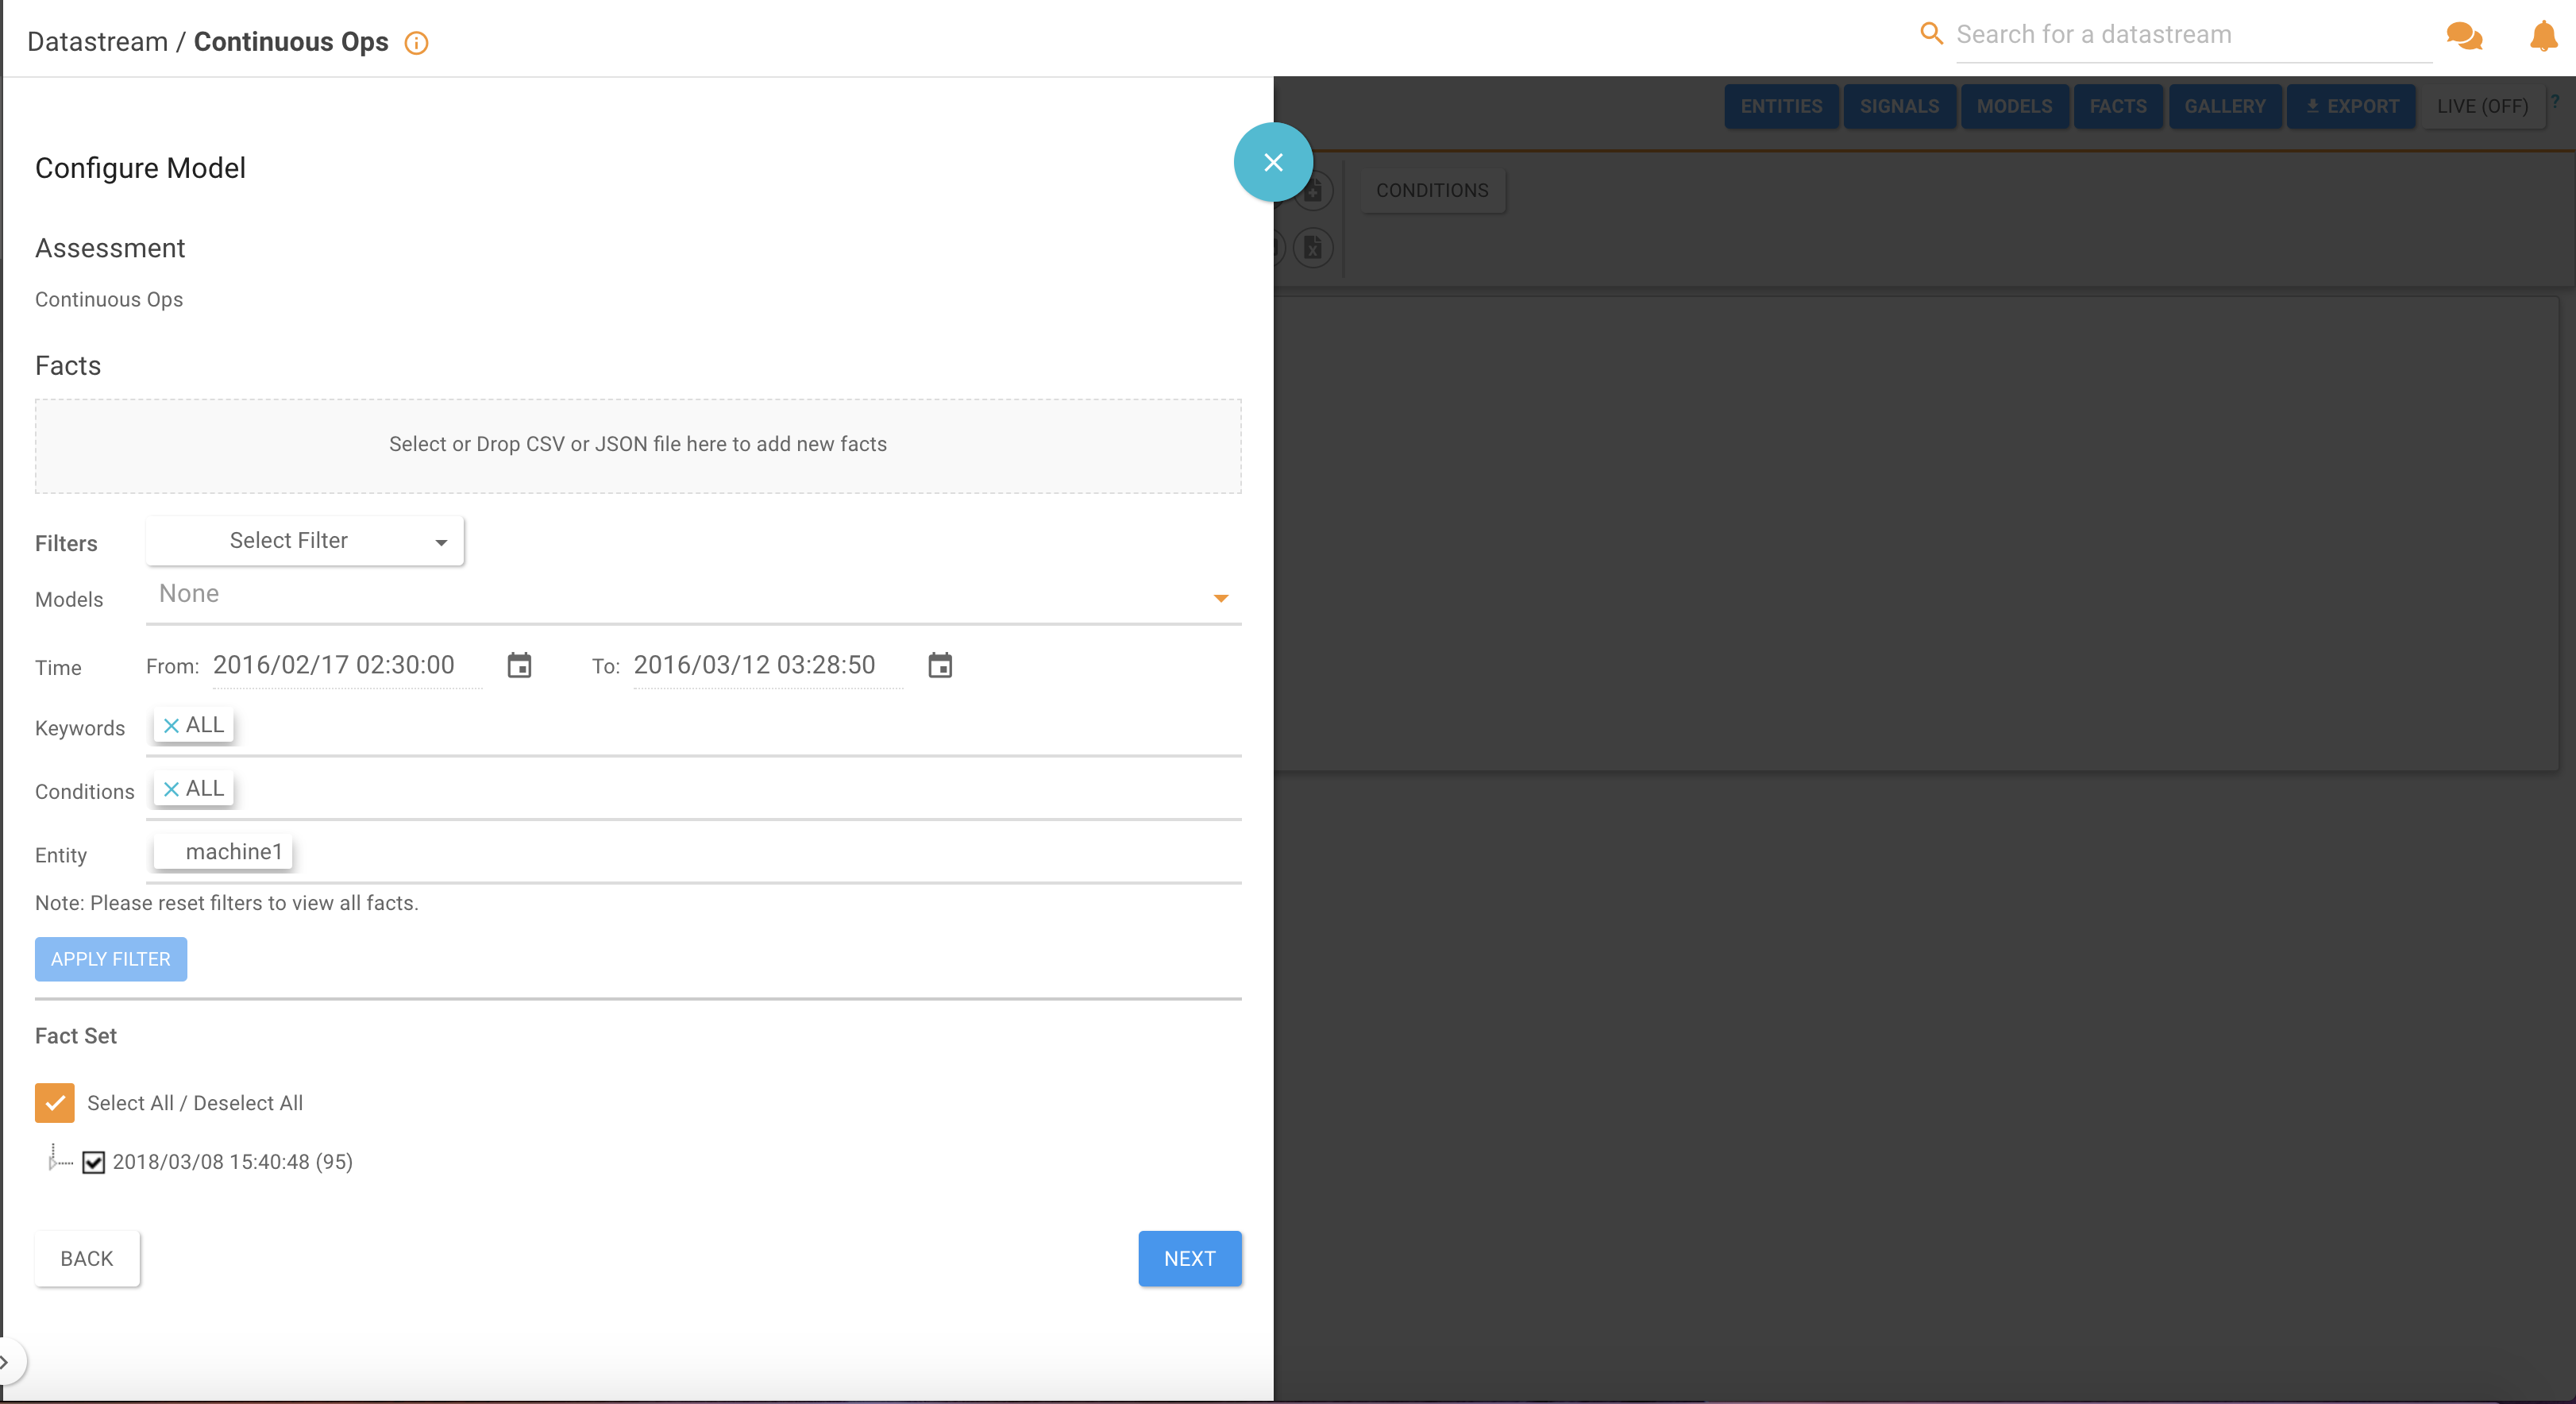 Datastream / Continuous Ops
Search for a datastream
ENTITIES SIGNALS MODELS FACTS GALLERY EXPORT LIVE (OFF) ?
Configure Model
CONDITIONS
Assessment
Continuous Ops
Facts
Select or Drop CSV or JSON file here to add new facts
Filters Select Filter
Models None
Time From: 2016/02/17 02:30:00 To: 2016/03/12 03:28:50
Keywords ALL
Conditions ALL
Entity machine1
Note: Please reset filters to view all facts.
APPLY FILTER
Fact Set
Select All / Deselect All
2018/03/08 15:40:48 (95)
BACK NEXT